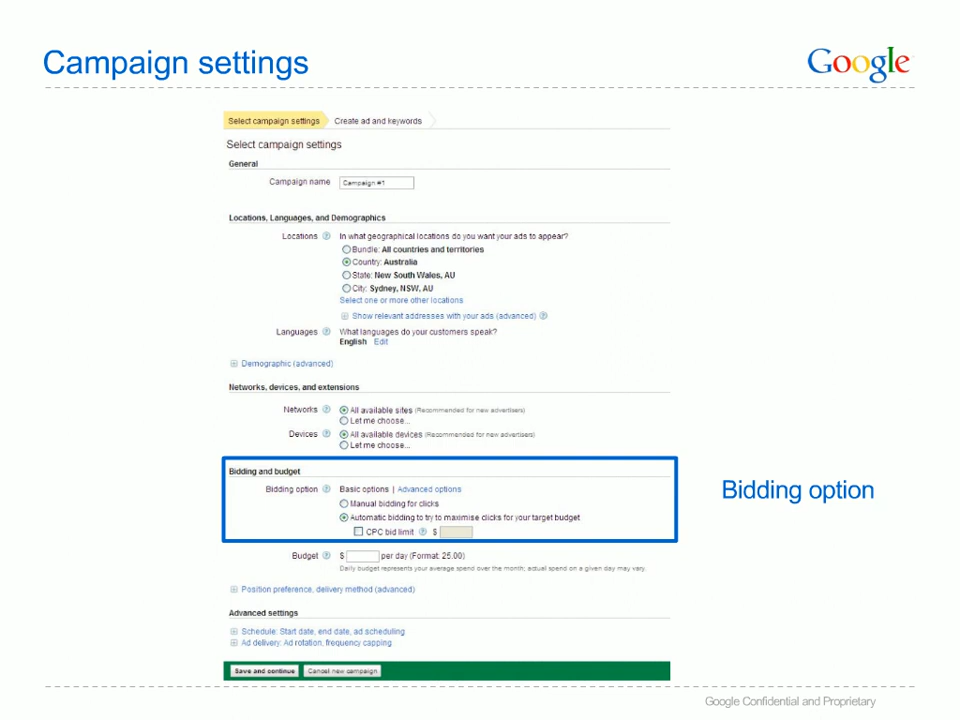 Campaign settings
Google
Select campaign settings
Create ad and keywords
Select campaign settings
General
Campaign name
Campaign #1
Locations, Languages, and Demographics
Locations ? In what geographical locations do you want your ads to appear?
Bundle: All countries and territories
Country: Australia
State: New South Wales, AU
City: Sydney, NSW, AU
Select one or more other locations
Show relevant addresses with your ads (advanced) ?
Languages ? What languages do your customers speak?
English Edit
Demographic (advanced)
Networks, devices, and extensions
Networks ? All available sites (Recommended for new advertisers)
Let me choose...
Devices ? All available devices (Recommended for new advertisers)
Let me choose...
Bidding and budget
Bidding option ? Basic options | Advanced options
Manual bidding for clicks
Automatic bidding to try to maximise clicks for your target budget
CPC bid limit ? $
Bidding option
Budget ? $ per day (Format: 25.00)
Daily budget represents your average spend over the month; actual spend on a given day may vary.
Position preference, delivery method (advanced)
Advanced settings
Schedule: Start date, end date, ad scheduling
Ad delivery: Ad rotation, frequency capping
Save and continue
Cancel new campaign
Google Confidential and Proprietary